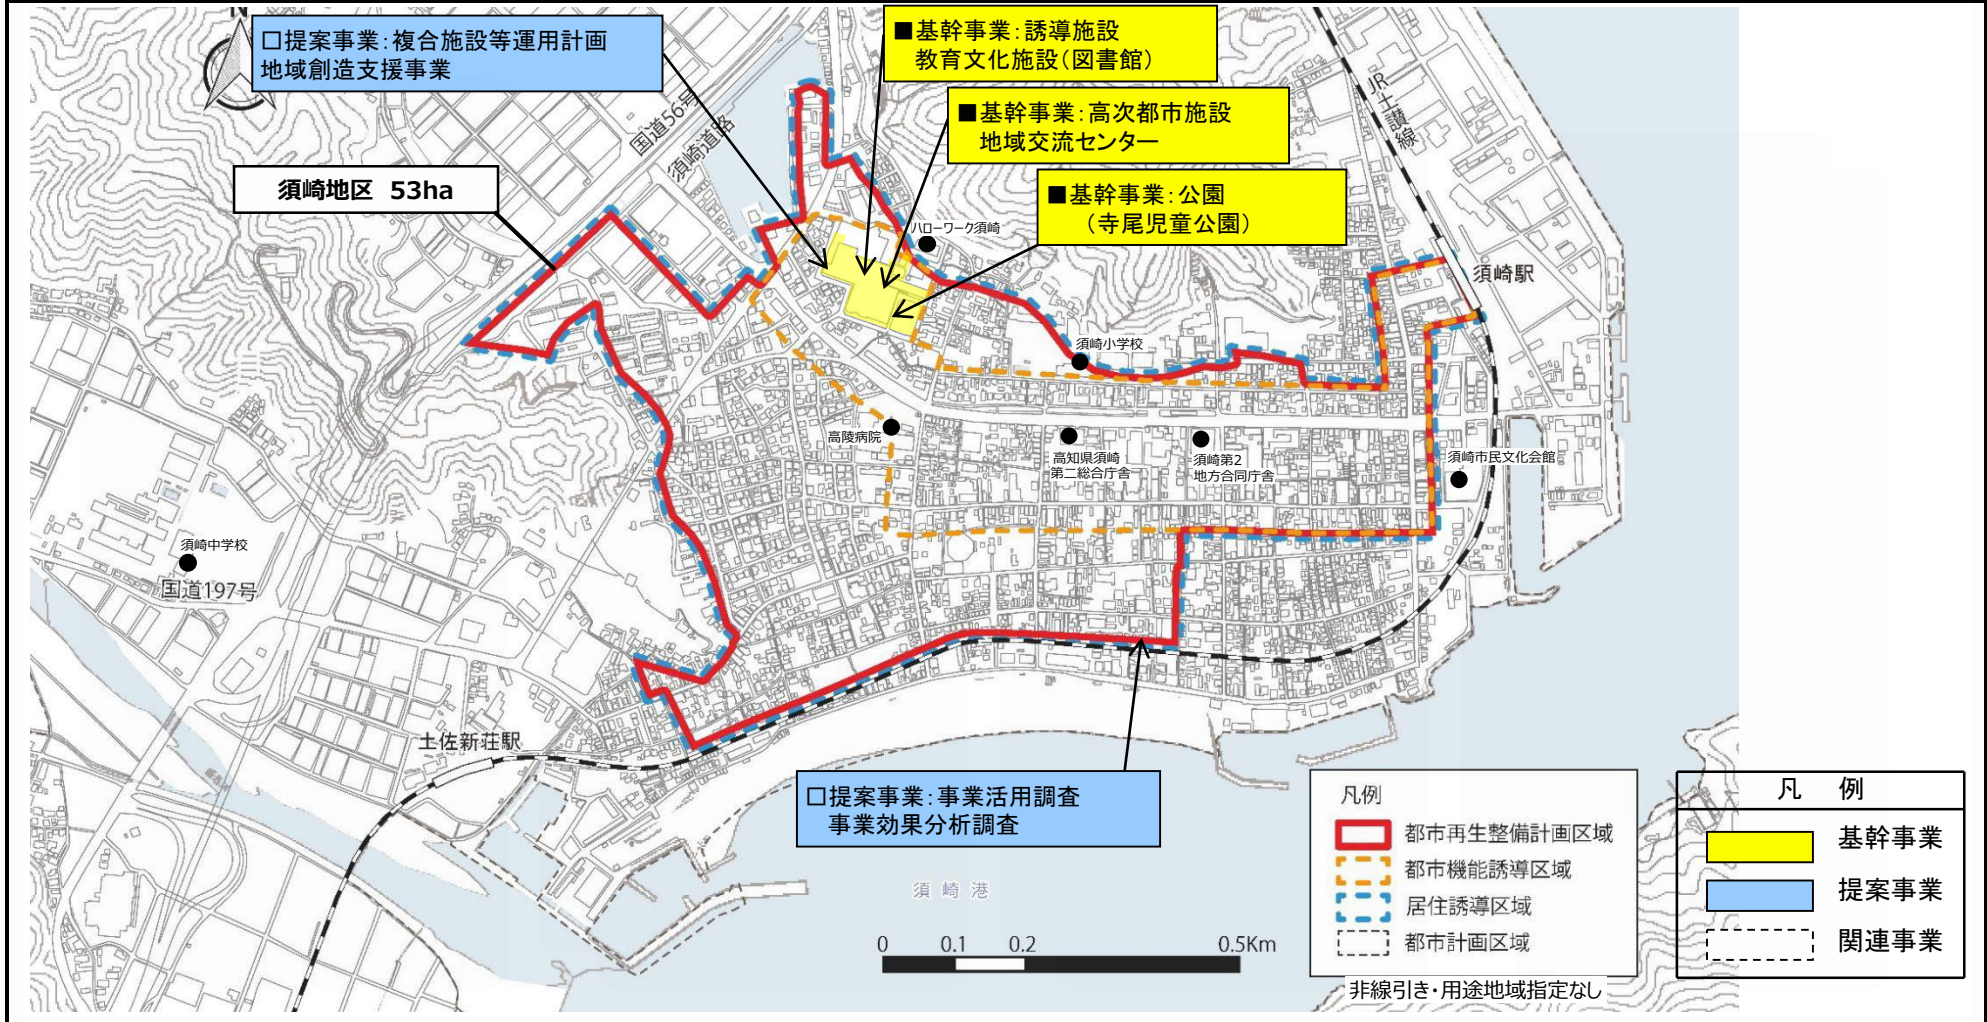 N
□提案事業：複合施設等運用計画
地域創造支援事業
■基幹事業：誘導施設
教育文化施設（図書館）
■基幹事業：高次都市施設
地域交流センター
■基幹事業：公園
（寺尾児童公園）
須崎地区 53ha
国道56号
須崎道路
JR土讃線
ハローワーク須崎
須崎駅
須崎小学校
高陵病院
高知県須崎
第二総合庁舎
須崎第2
地方合同庁舎
須崎市民文化会館
須崎中学校
国道197号
土佐新荘駅
□提案事業：事業活用調査
事業効果分析調査
須崎港
0 0.1 0.2 0.5Km
凡例
都市再生整備計画区域
都市機能誘導区域
居住誘導区域
都市計画区域
非線引き・用途地域指定なし
凡 例
基幹事業
提案事業
関連事業